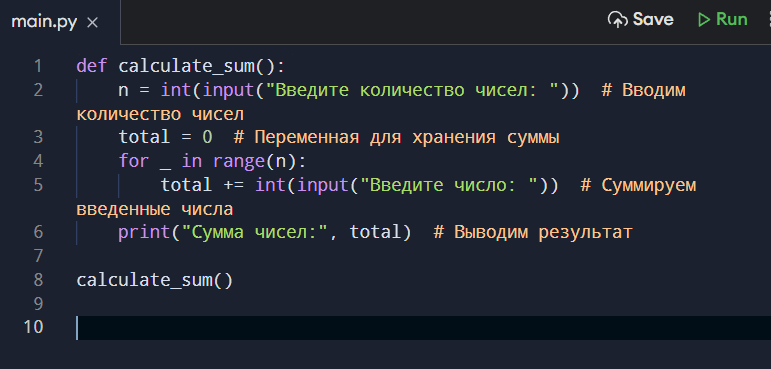 main.py ×
Save
Run
1 def calculate_sum():
2     n = int(input("Введите количество чисел: "))  # Вводим
количество чисел
3     total = 0  # Переменная для хранения суммы
4     for _ in range(n):
5         total += int(input("Введите число: "))  # Суммируем
введенные числа
6     print("Сумма чисел:", total)  # Выводим результат
7
8 calculate_sum()
9
10